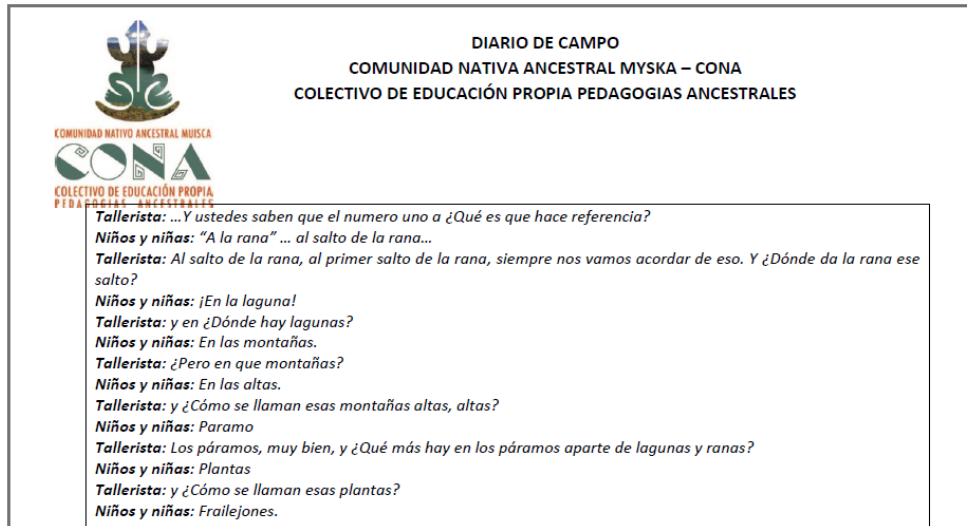 DIARIO DE CAMPO
COMUNIDAD NATIVA ANCESTRAL MYSKA – CONA
COLECTIVO DE EDUCACIÓN PROPIA PEDAGOGIAS ANCESTRALES
COMUNIDAD NATIVO ANCESTRAL MUISCA
CONA
COLECTIVO DE EDUCACIÓN PROPIA
PEDAGOGIAS ANCESTRALES
Tallerista: …Y ustedes saben que el numero uno a ¿Qué es que hace referencia?
Niños y niñas: “A la rana” … al salto de la rana…
Tallerista: Al salto de la rana, al primer salto de la rana, siempre nos vamos acordar de eso. Y ¿Dónde da la rana ese
salto?
Niños y niñas: ¡En la laguna!
Tallerista: y en ¿Dónde hay lagunas?
Niños y niñas: En las montañas.
Tallerista: ¿Pero en que montañas?
Niños y niñas: En las altas.
Tallerista: y ¿Cómo se llaman esas montañas altas, altas?
Niños y niñas: Paramo
Tallerista: Los páramos, muy bien, y ¿Qué más hay en los páramos aparte de lagunas y ranas?
Niños y niñas: Plantas
Tallerista: y ¿Cómo se llaman esas plantas?
Niños y niñas: Frailejones.